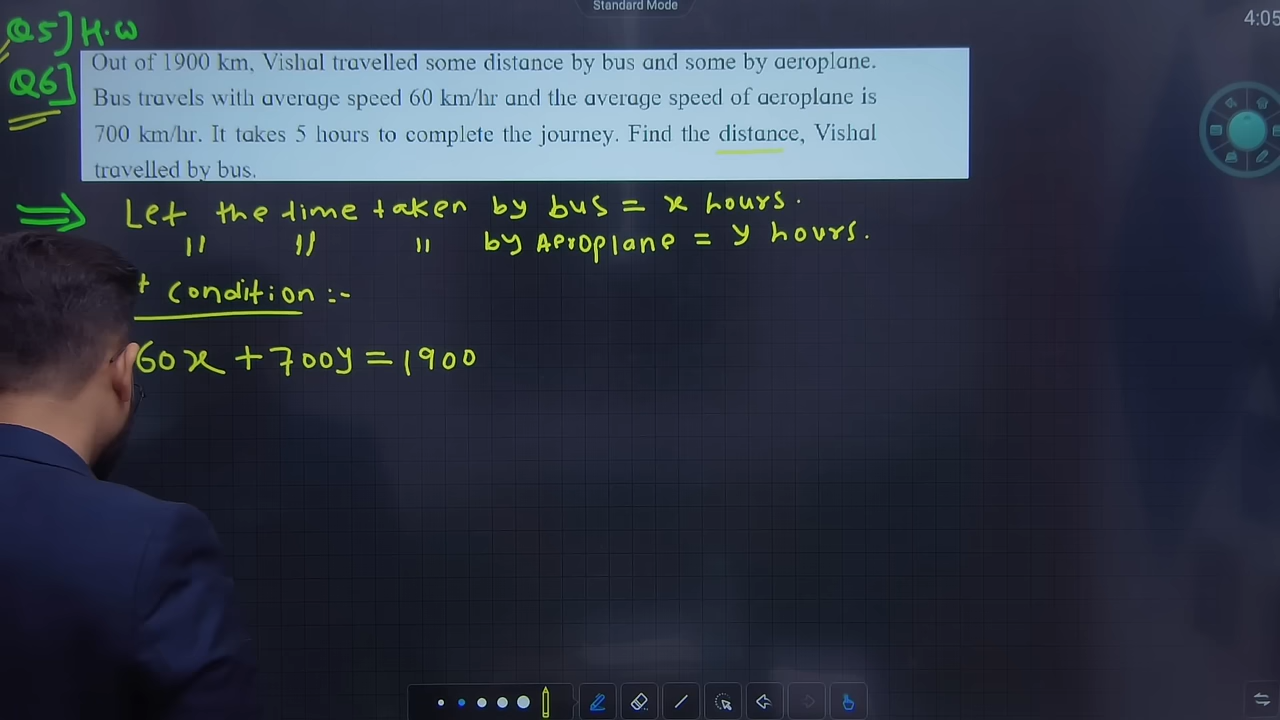 Standard Mode
4:05
Q5] H.W
Q6]
Out of 1900 km, Vishal travelled some distance by bus and some by aeroplane.
Bus travels with average speed 60 km/hr and the average speed of aeroplane is
700 km/hr. It takes 5 hours to complete the journey. Find the distance, Vishal
travelled by bus.
⇒ Let the time taken by bus = x hours.
〃 〃 〃 by Aeroplane = y hours.
condition :-
60x + 700y = 1900